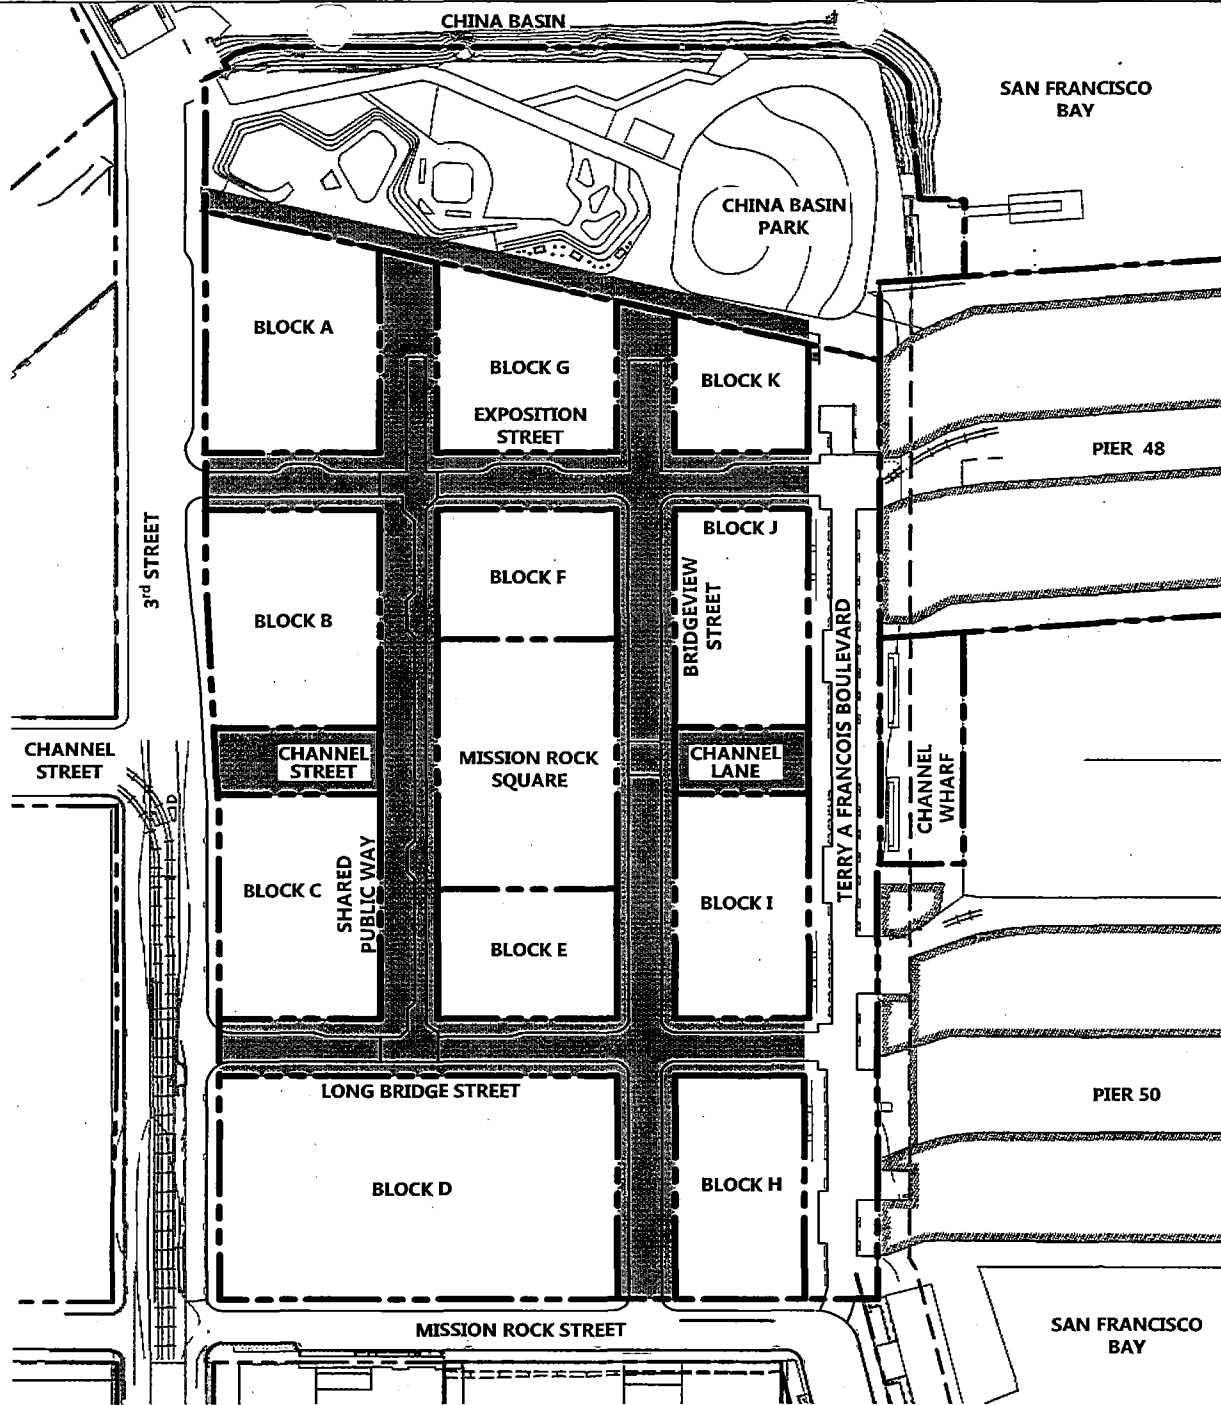 CHINA BASIN
SAN FRANCISCO
BAY
CHINA BASIN
PARK
BLOCK A
BLOCK G
BLOCK K
EXPOSITION
STREET
PIER 48
3rd STREET
BLOCK J
BLOCK F
BLOCK B
BRIDGEVIEW
STREET
TERRY A FRANCOIS BOULEVARD
CHANNEL
STREET
CHANNEL
STREET
MISSION ROCK
SQUARE
CHANNEL
LANE
CHANNEL
WHARF
BLOCK C
SHARED
PUBLIC WAY
BLOCK I
BLOCK E
LONG BRIDGE STREET
PIER 50
BLOCK D
BLOCK H
MISSION ROCK STREET
SAN FRANCISCO
BAY